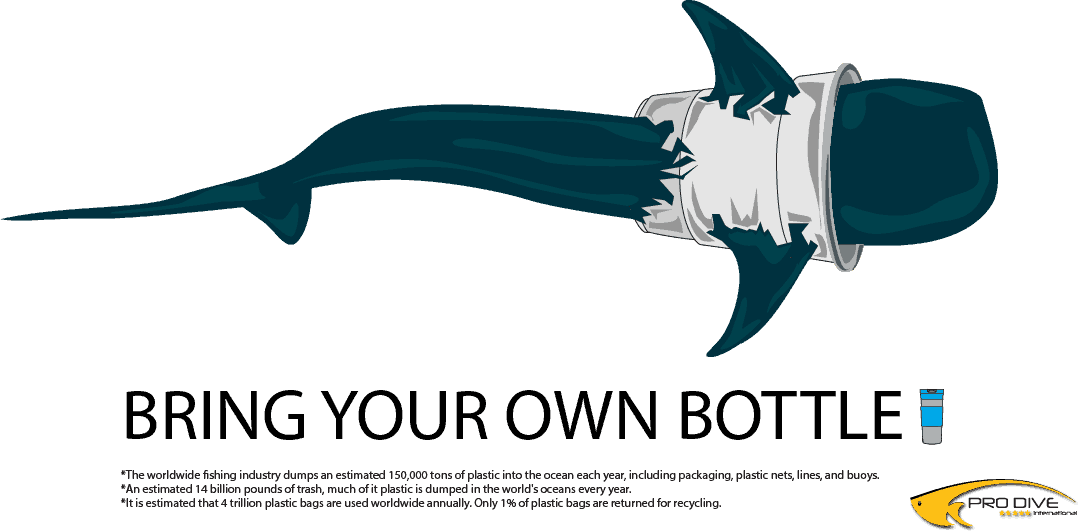 BRING YOUR OWN BOTTLE
*The worldwide fishing industry dumps an estimated 150,000 tons of plastic into the ocean each year, including packaging, plastic nets, lines, and buoys.
*An estimated 14 billion pounds of trash, much of it plastic is dumped in the world's oceans every year.
*It is estimated that 4 trillion plastic bags are used worldwide annually. Only 1% of plastic bags are returned for recycling.
PRO DIVE
International